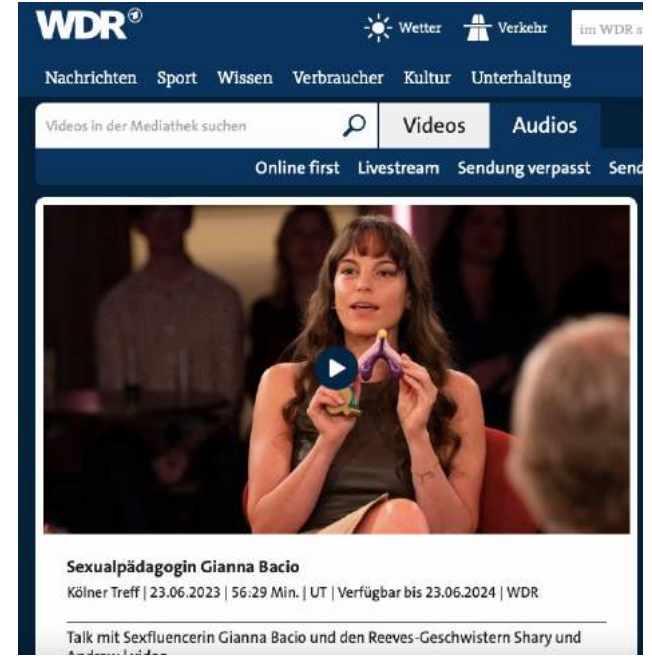 WDR®
Wetter Verkehr im WDR s
Nachrichten Sport Wissen Verbraucher Kultur Unterhaltung
Videos in der Mediathek suchen Videos Audios
Online first Livestream Sendung verpasst Send
Sexualpädagogin Gianna Bacio
Kölner Treff | 23.06.2023 | 56:29 Min. | UT | Verfügbar bis 23.06.2024 | WDR
Talk mit Sexfluencerin Gianna Bacio und den Reeves-Geschwistern Shary und
Andrew | video